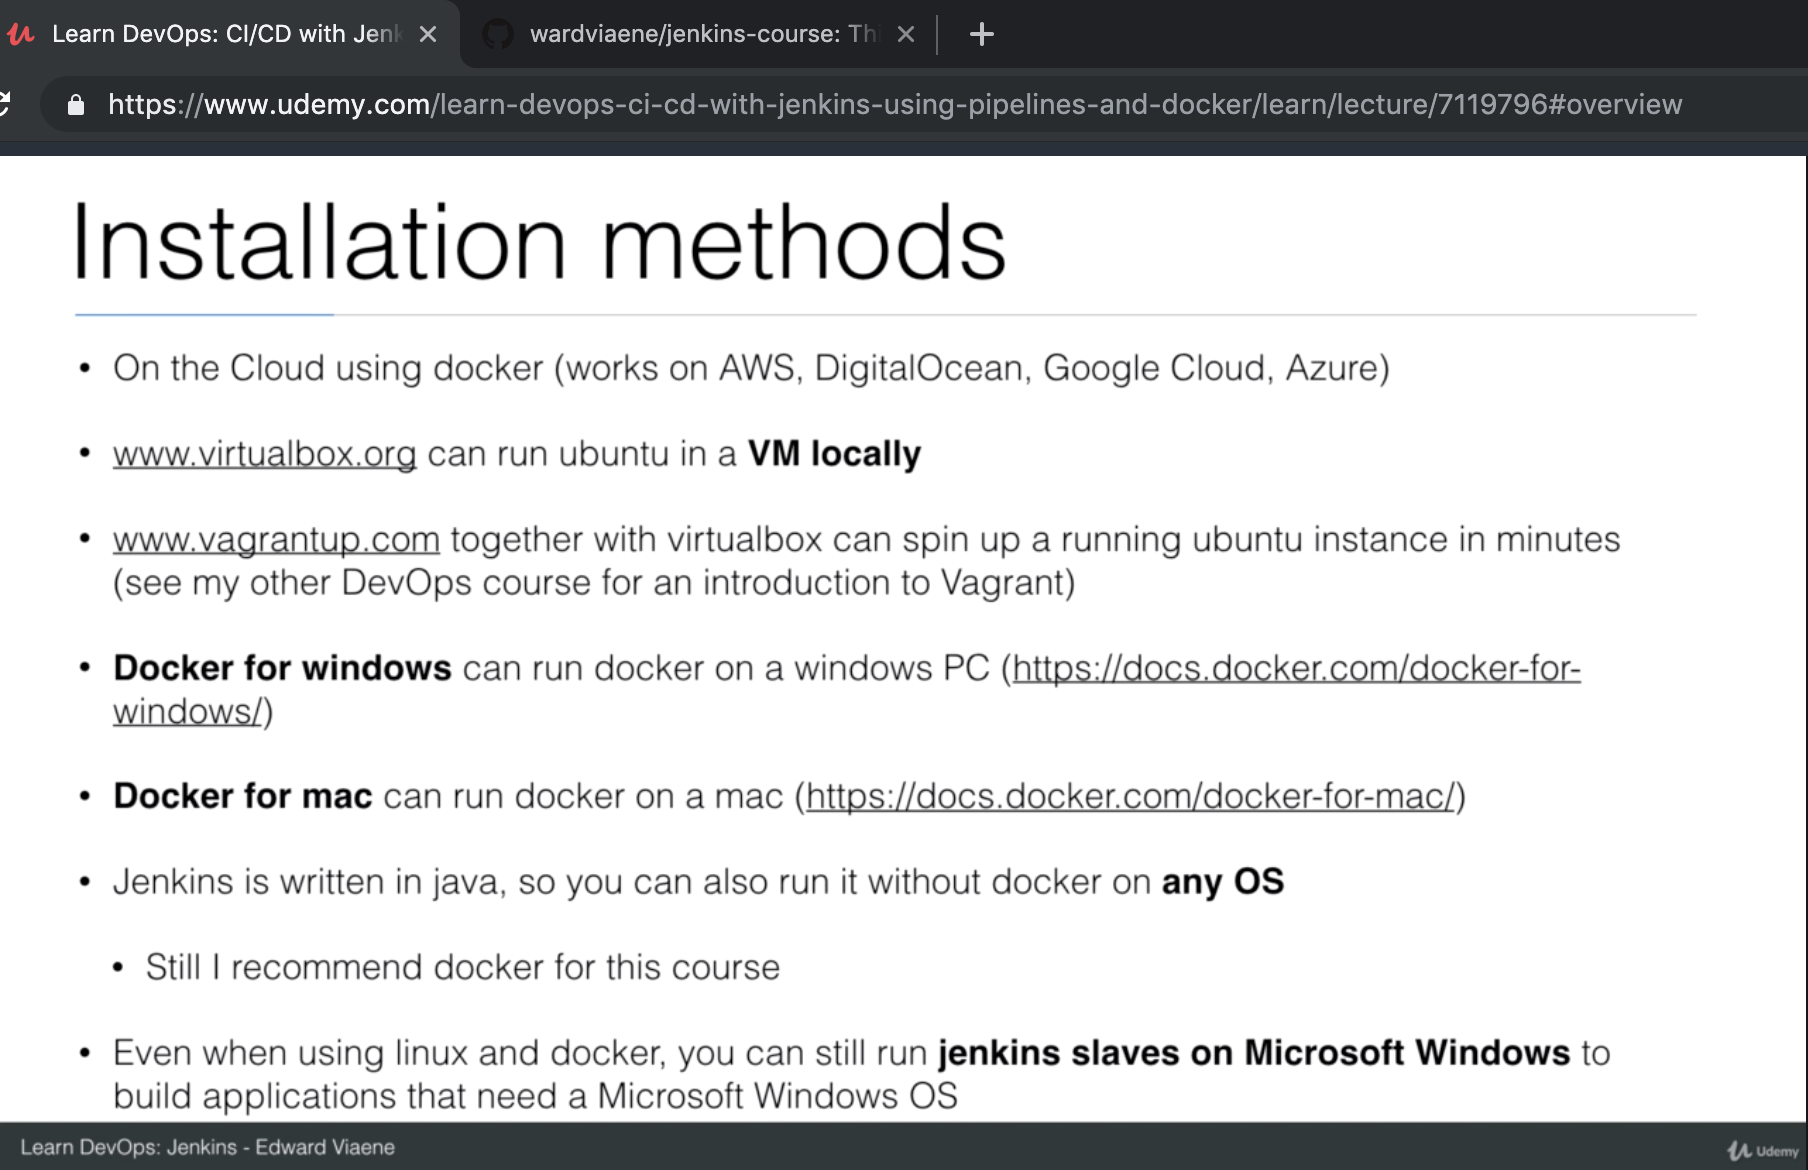 Learn DevOps: CI/CD with Jenk
wardviaene/jenkins-course: Thi
https://www.udemy.com/learn-devops-ci-cd-with-jenkins-using-pipelines-and-docker/learn/lecture/7119796#overview
Installation methods
• On the Cloud using docker (works on AWS, DigitalOcean, Google Cloud, Azure)
• www.virtualbox.org can run ubuntu in a VM locally
• www.vagrantup.com together with virtualbox can spin up a running ubuntu instance in minutes
(see my other DevOps course for an introduction to Vagrant)
• Docker for windows can run docker on a windows PC (https://docs.docker.com/docker-for-
windows/)
• Docker for mac can run docker on a mac (https://docs.docker.com/docker-for-mac/)
• Jenkins is written in java, so you can also run it without docker on any OS
• Still I recommend docker for this course
• Even when using linux and docker, you can still run jenkins slaves on Microsoft Windows to
build applications that need a Microsoft Windows OS
Learn DevOps: Jenkins - Edward Viaene
Udemy